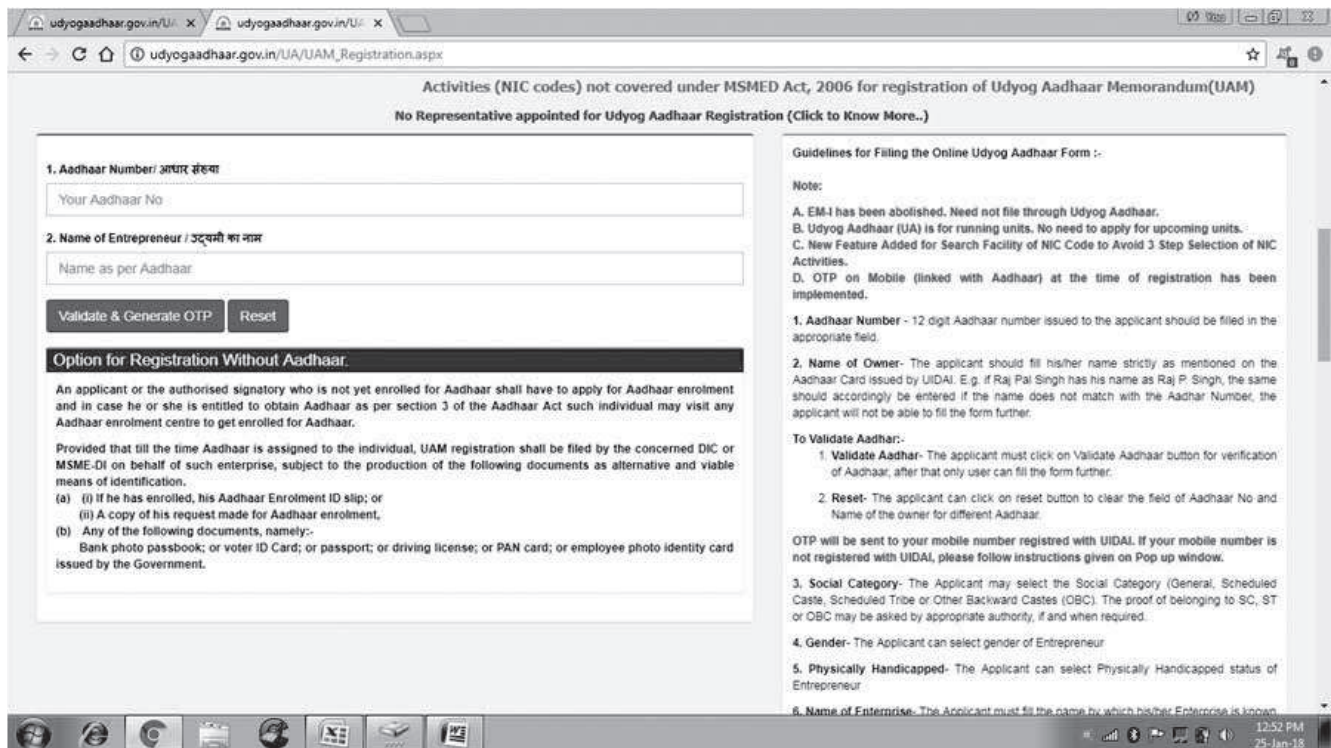 udyogaadhaar.gov.in/UA
udyogaadhaar.gov.in/UA
udyogaadhaar.gov.in/UA/UAM_Registration.aspx
Activities (NIC codes) not covered under MSMED Act, 2006 for registration of Udyog Aadhaar Memorandum(UAM)
No Representative appointed for Udyog Aadhaar Registration (Click to Know More..)
1. Aadhaar Number/ आधार संख्या
Your Aadhaar No
2. Name of Entrepreneur / उद्यमी का नाम
Name as per Aadhaar
Validate & Generate OTP
Reset
Option for Registration Without Aadhaar.
An applicant or the authorised signatory who is not yet enrolled for Aadhaar shall have to apply for Aadhaar enrolment
and in case he or she is entitled to obtain Aadhaar as per section 3 of the Aadhaar Act such individual may visit any
Aadhaar enrolment centre to get enrolled for Aadhaar.
Provided that till the time Aadhaar is assigned to the individual, UAM registration shall be filed by the concerned DIC or
MSME-DI on behalf of such enterprise, subject to the production of the following documents as alternative and viable
means of identification.
(a) (i) If he has enrolled, his Aadhaar Enrolment ID slip; or
(ii) A copy of his request made for Aadhaar enrolment,
(b) Any of the following documents, namely:-
Bank photo passbook; or voter ID Card; or passport; or driving license; or PAN card; or employee photo identity card
issued by the Government.
Guidelines for Filling the Online Udyog Aadhaar Form :-
Note:
A. EM-I has been abolished. Need not file through Udyog Aadhaar.
B. Udyog Aadhaar (UA) is for running units. No need to apply for upcoming units.
C. New Feature Added for Search Facility of NIC Code to Avoid 3 Step Selection of NIC
Activities.
D. OTP on Mobile (linked with Aadhaar) at the time of registration has been
implemented.
1. Aadhaar Number - 12 digit Aadhaar number issued to the applicant should be filled in the
appropriate field.
2. Name of Owner- The applicant should fill his/her name strictly as mentioned on the
Aadhaar Card issued by UIDAI. E.g. if Raj Pal Singh has his name as Raj P. Singh, the same
should accordingly be entered if the name does not match with the Aadhar Number, the
applicant will not be able to fill the form further.
To Validate Aadhar:-
1. Validate Aadhar- The applicant must click on Validate Aadhaar button for verification
of Aadhaar, after that only user can fill the form further.
2. Reset- The applicant can click on reset button to clear the field of Aadhaar No and
Name of the owner for different Aadhaar.
OTP will be sent to your mobile number registred with UIDAI. If your mobile number is
not registered with UIDAI, please follow instructions given on Pop up window.
3. Social Category- The Applicant may select the Social Category (General, Scheduled
Caste, Scheduled Tribe or Other Backward Castes (OBC). The proof of belonging to SC, ST
or OBC may be asked by appropriate authority, if and when required.
4. Gender- The Applicant can select gender of Entrepreneur
5. Physically Handicapped- The Applicant can select Physically Handicapped status of
Entrepreneur
6. Name of Enterprise- The Applicant must fill the name by which his/her Enterprise is known
12:52 PM
25-Jan-18